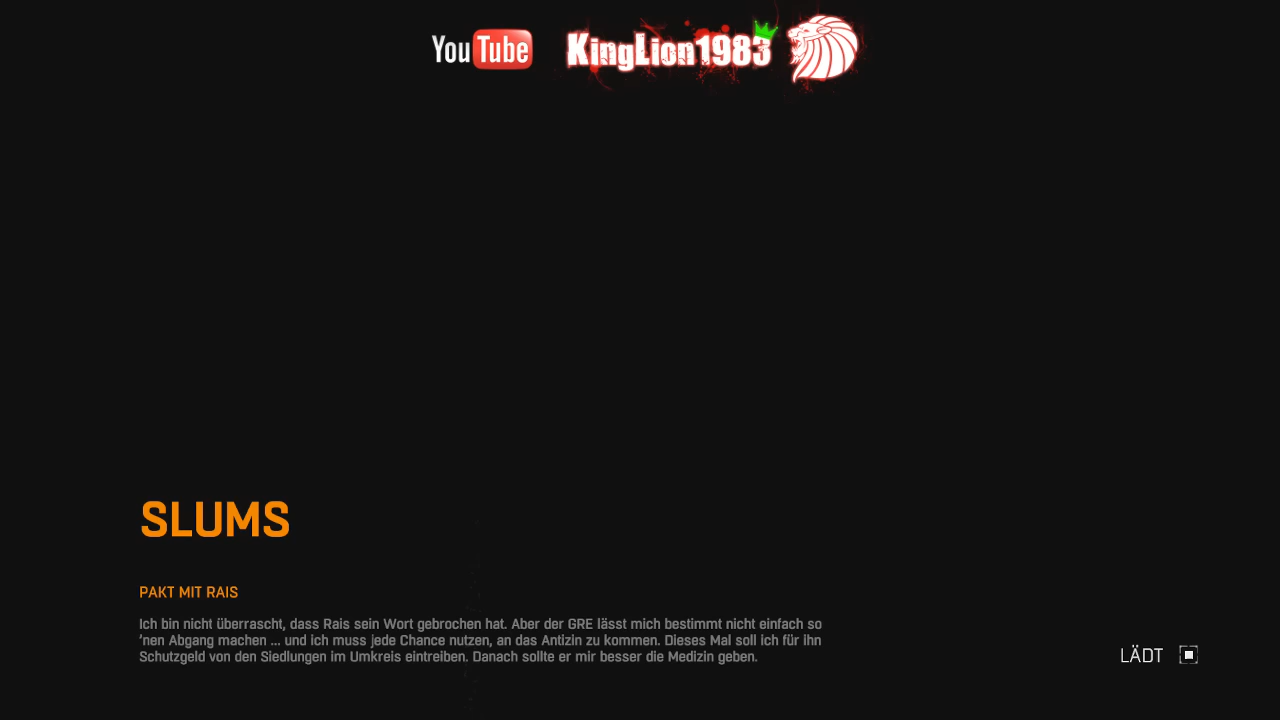 YouTube KingLion1983
SLUMS
PAKT MIT RAIS
Ich bin nicht überrascht, dass Rais sein Wort gebrochen hat. Aber der GRE lässt mich bestimmt nicht einfach so
'nen Abgang machen ... und ich muss jede Chance nutzen, an das Antizin zu kommen. Dieses Mal soll ich für ihn
Schutzgeld von den Siedlungen im Umkreis eintreiben. Danach sollte er mir besser die Medizin geben.
LÄDT